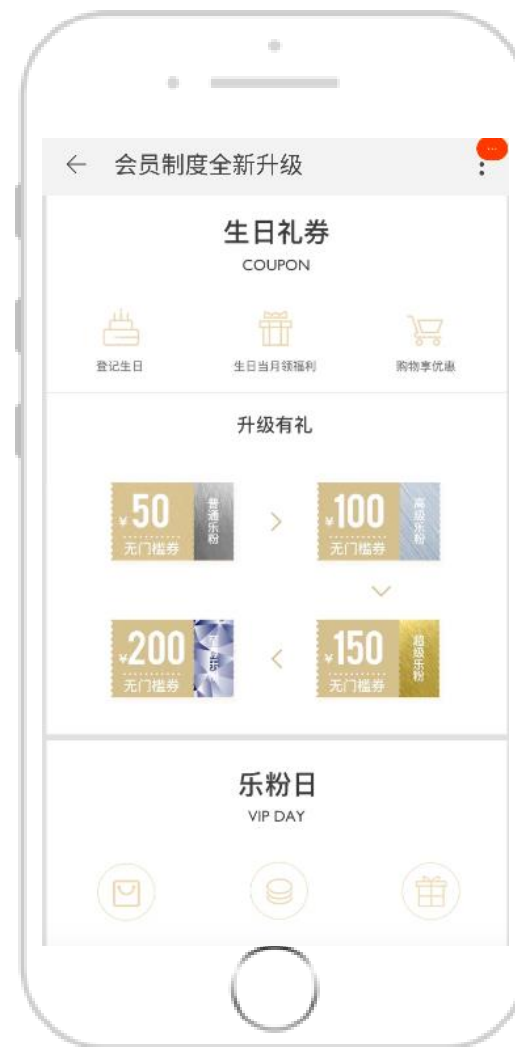 会员制度全新升级
生日礼券
COUPON
登记生日
生日当月领福利
购物享优惠
升级有礼
¥50
无门槛券
普通乐粉
¥100
无门槛券
高级乐粉
¥200
无门槛券
¥150
无门槛券
超级乐粉
乐粉日
VIP DAY